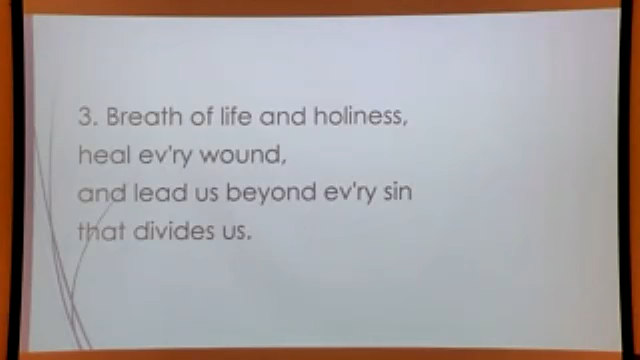 3. Breath of life and holiness,
heal ev'ry wound,
and lead us beyond ev'ry sin
that divides us.